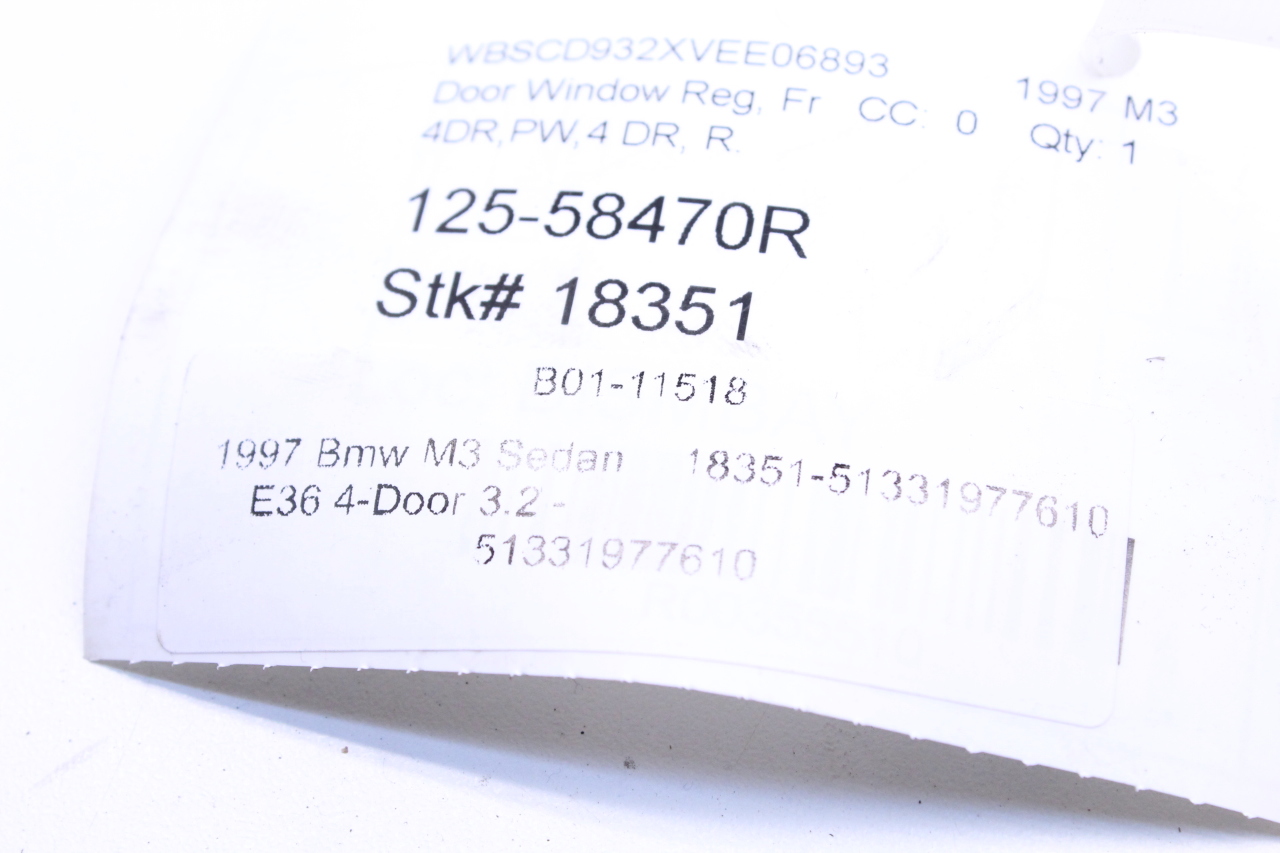 WBSCD932XVEE06893 1997 M3
Door Window Reg, Fr CC: 0 Qty: 1
4DR,PW,4 DR, R.
125-58470R
Stk# 18351
B01-11518
1997 Bmw M3 Sedan 18351-51331977610
E36 4-Door 3.2 -
51331977610